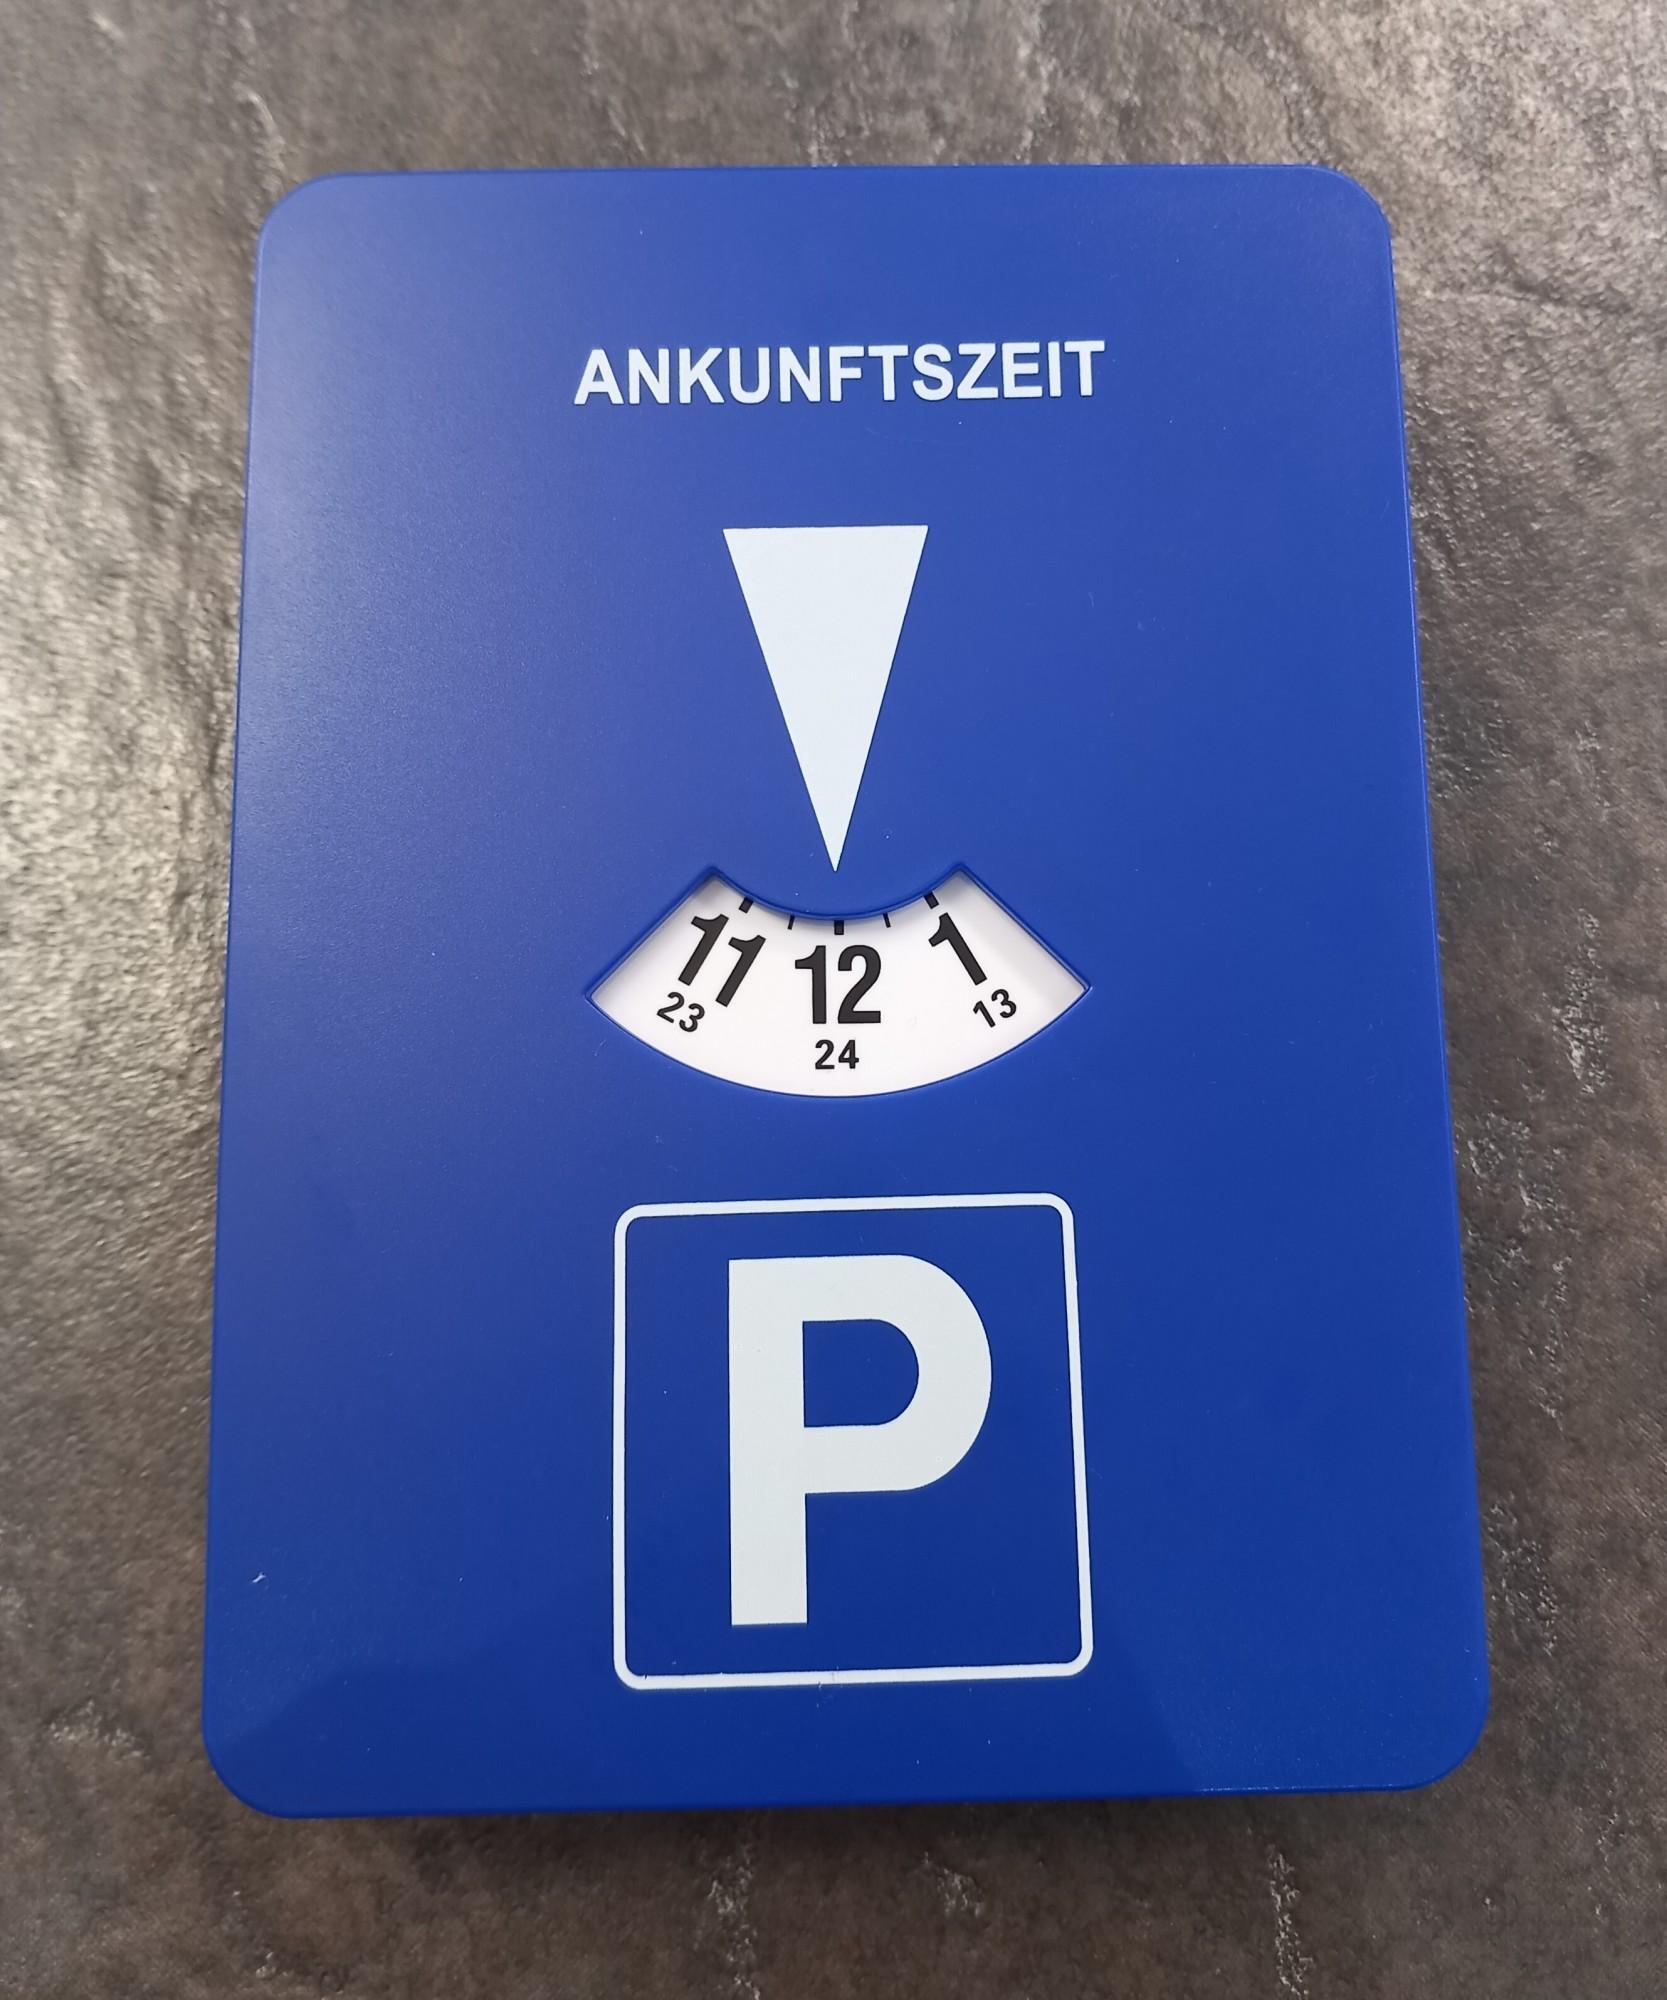 ANKUNFTSZEIT
11 12 1
23 24 13
P